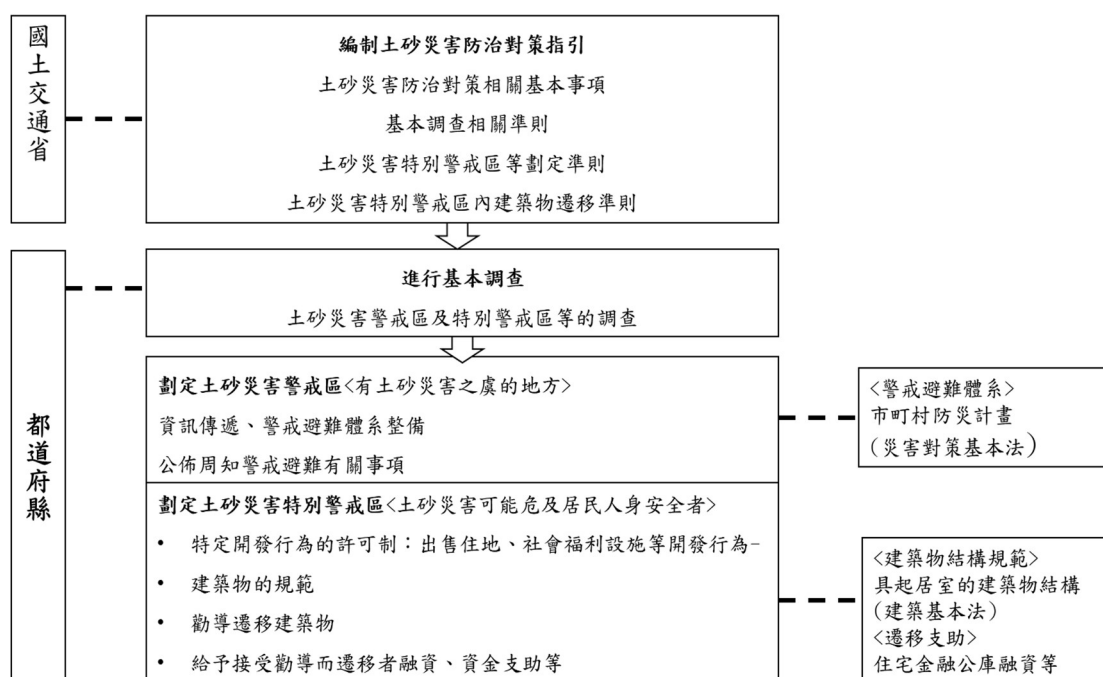 國土交通省
編制土砂災害防治對策指引
土砂災害防治對策相關基本事項
基本調查相關準則
土砂災害特別警戒區等劃定準則
土砂災害特別警戒區內建築物遷移準則
都道府縣
進行基本調查
土砂災害警戒區及特別警戒區等的調查
劃定土砂災害警戒區<有土砂災害之虞的地方>
資訊傳遞、警戒避難體系整備
公佈周知警戒避難有關事項
<警戒避難體系>
市町村防災計畫
(災害對策基本法)
劃定土砂災害特別警戒區<土砂災害可能危及居民人身安全者>
• 特定開發行為的許可制：出售住地、社會福利設施等開發行為-
• 建築物的規範
• 勸導遷移建築物
• 給予接受勸導而遷移者融資、資金支助等
<建築物結構規範>
具起居室的建築物結構
(建築基本法)
<遷移支助>
住宅金融公庫融資等